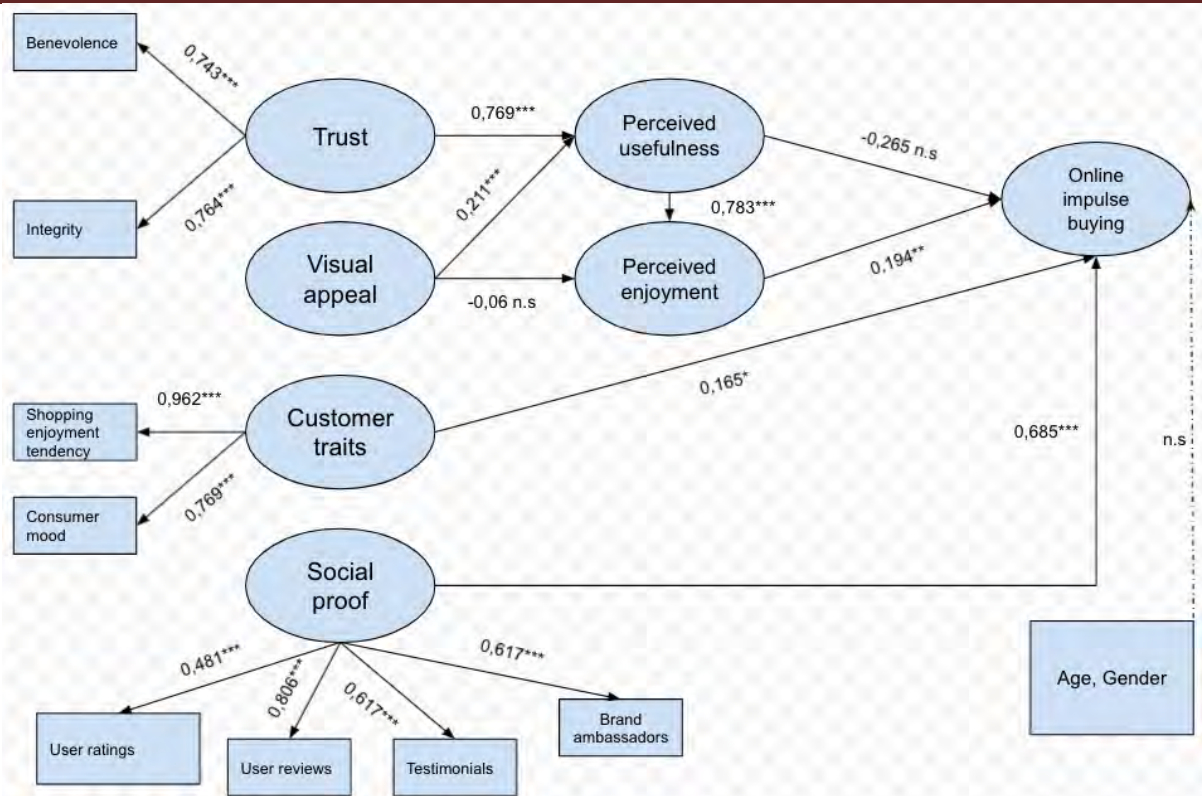 Benevolence
0,743***
Trust
0,769***
Perceived
usefulness
-0,265 n.s
Online
impulse
buying
Integrity
0,764***
0,211***
0,783***
Visual
appeal
-0,06 n.s
Perceived
enjoyment
0,194**
Shopping
enjoyment
tendency
0,962***
Customer
traits
0,165*
0,685***
n.s
Consumer
mood
0,769***
Social
proof
0,481***
0,806***
0,617***
0,617***
Age, Gender
User ratings
User reviews
Testimonials
Brand
ambassadors